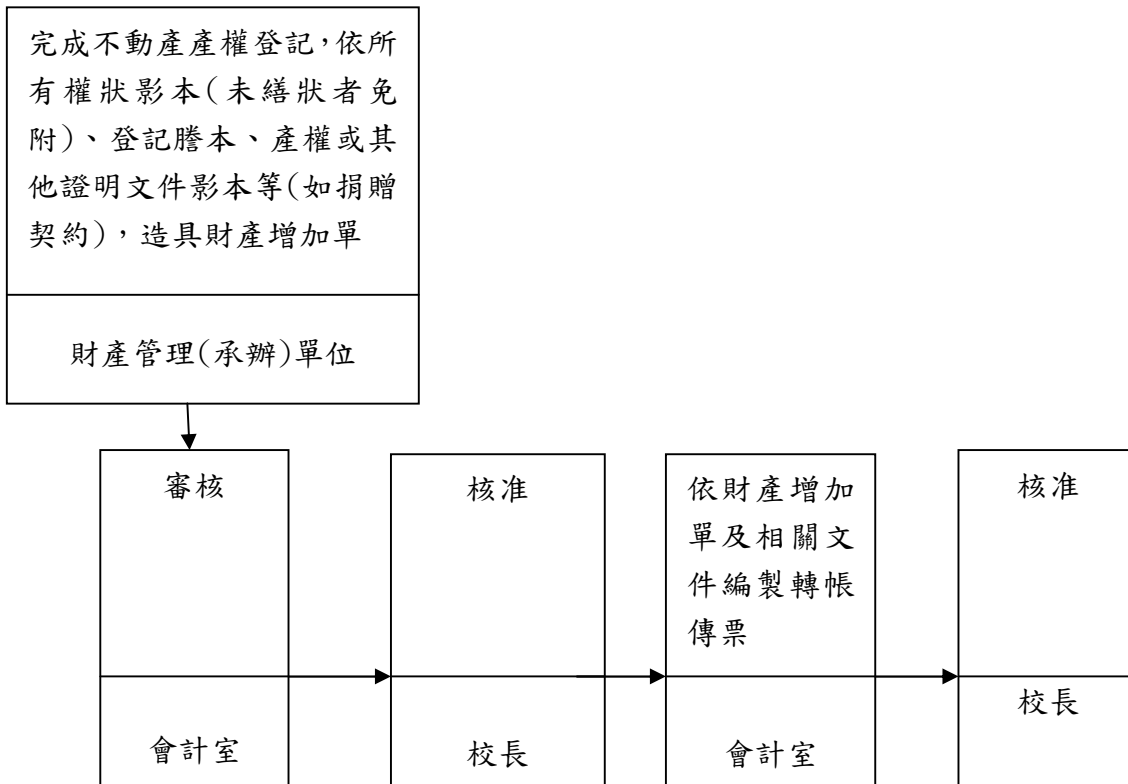 完成不動產產權登記，依所
有權狀影本(未繕狀者免
附)、登記謄本、產權或其
他證明文件影本等(如捐贈
契約)，造具財產增加單
財產管理(承辦)單位
審核
會計室
核准
校長
依財產增加
單及相關文
件編製轉帳
傳票
會計室
核准
校長